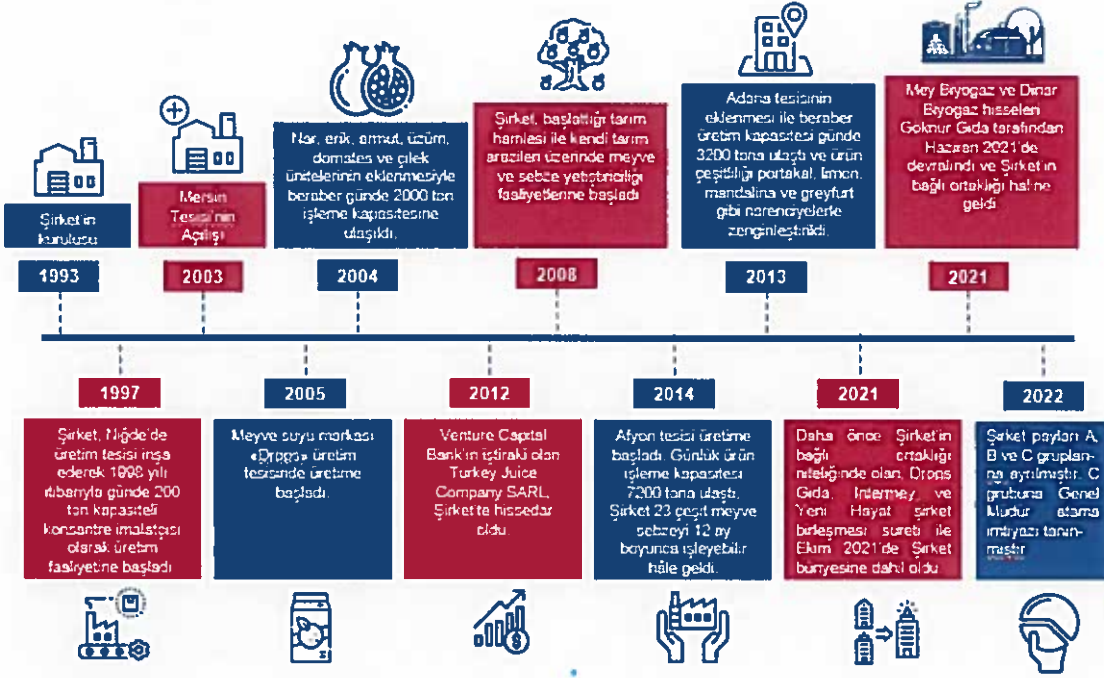 Şirket'in
kuruluşu
1993
Mersin
Tesisi'nin
Açılışı
2003
Nar, erik, armut, üzüm,
domates ve çilek
ünitelerinin eklenmesiyle
beraber günde 2000 ton
işleme kapasitesine
ulaşıldı.
2004
Şirket, başlattığı tarım
hamlesi ile kendi tarım
arazileri üzerinde meyve
ve sebze yetiştiriciliği
faaliyetlerine başladı
2008
Adana tesisinin
eklenmesi ile beraber
üretim kapasitesi günde
3200 tona ulaştı ve ürün
çeşitliliği portakal, limon,
mandalina ve greyfurt
gibi narenciyelerle
zenginleştirildi.
2013
Mey Biyogaz ve Dinar
Biyogaz hisseleri
Göknur Gıda tarafından
Haziran 2021'de
devralındı ve Şirket'in
bağlı ortaklığı haline
geldi.
2021
1997
Şirket, Niğde'de
üretim tesisi inşa
ederek 1998 yılı
itibarıyla günde 200
ton kapasiteli
konsantre imalatçısı
olarak üretim
faaliyetine başladı
2005
Meyve suyu markası
«Drops» üretim
tesisinde üretime
başladı.
2012
Venture Capital
Bank'ın iştiraki olan
Turkey Juice
Company SARL,
Şirket'te hissedar
oldu.
2014
Afyon tesisi üretime
başladı. Günlük ürün
işleme kapasitesi
7200 tona ulaştı,
Şirket 23 çeşit meyve
sebzeyi 12 ay
boyunca işleyebilir
hâle geldi.
2021
Daha önce Şirket'in
bağlı ortaklığı
niteliğinde olan, Drops
Gıda, Intermey ve
Yeni Hayat şirket
birleşmesi sureti ile
Ekim 2021'de Şirket
bünyesine dahil oldu
2022
Şirket payları A,
B ve C grupları-
na ayrılmıştır. C
grubuna Genel
Müdür atama
imtiyazı tanın-
mıştır